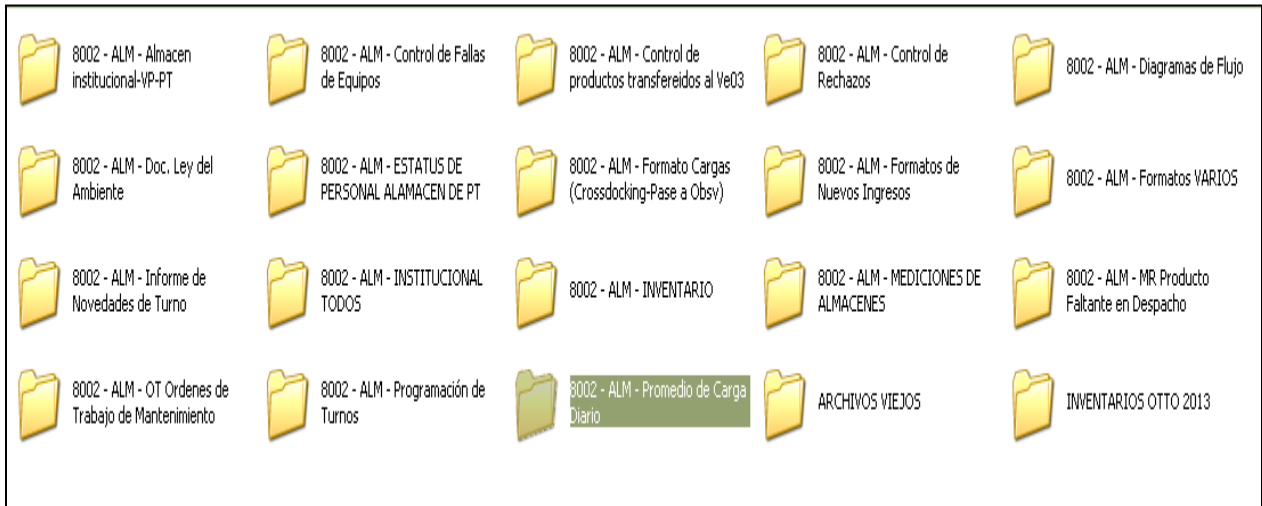 8002 - ALM - Almacen
institucional-VP-PT
8002 - ALM - Control de Fallas
de Equipos
8002 - ALM - Control de
productos transfereidos al Ve03
8002 - ALM - Control de
Rechazos
8002 - ALM - Diagramas de Flujo
8002 - ALM - Doc. Ley del
Ambiente
8002 - ALM - ESTATUS DE
PERSONAL ALAMACEN DE PT
8002 - ALM - Formato Cargas
(Crossdocking-Pase a Obsv)
8002 - ALM - Formatos de
Nuevos Ingresos
8002 - ALM - Formatos VARIOS
8002 - ALM - Informe de
Novedades de Turno
8002 - ALM - INSTITUCIONAL
TODOS
8002 - ALM - INVENTARIO
8002 - ALM - MEDICIONES DE
ALMACENES
8002 - ALM - MR Producto
Faltante en Despacho
8002 - ALM - OT Ordenes de
Trabajo de Mantenimiento
8002 - ALM - Programación de
Turnos
8002 - ALM - Promedio de Carga
Diario
ARCHIVOS VIEJOS
INVENTARIOS OTTO 2013